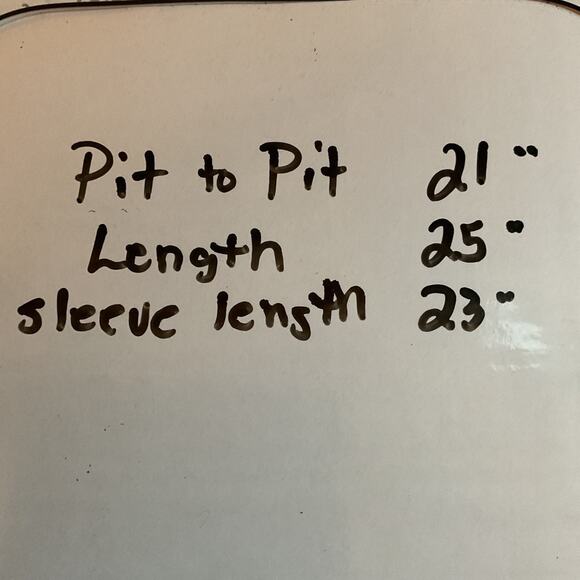 Pit to Pit 21"
Length 25"
sleeve length 23"